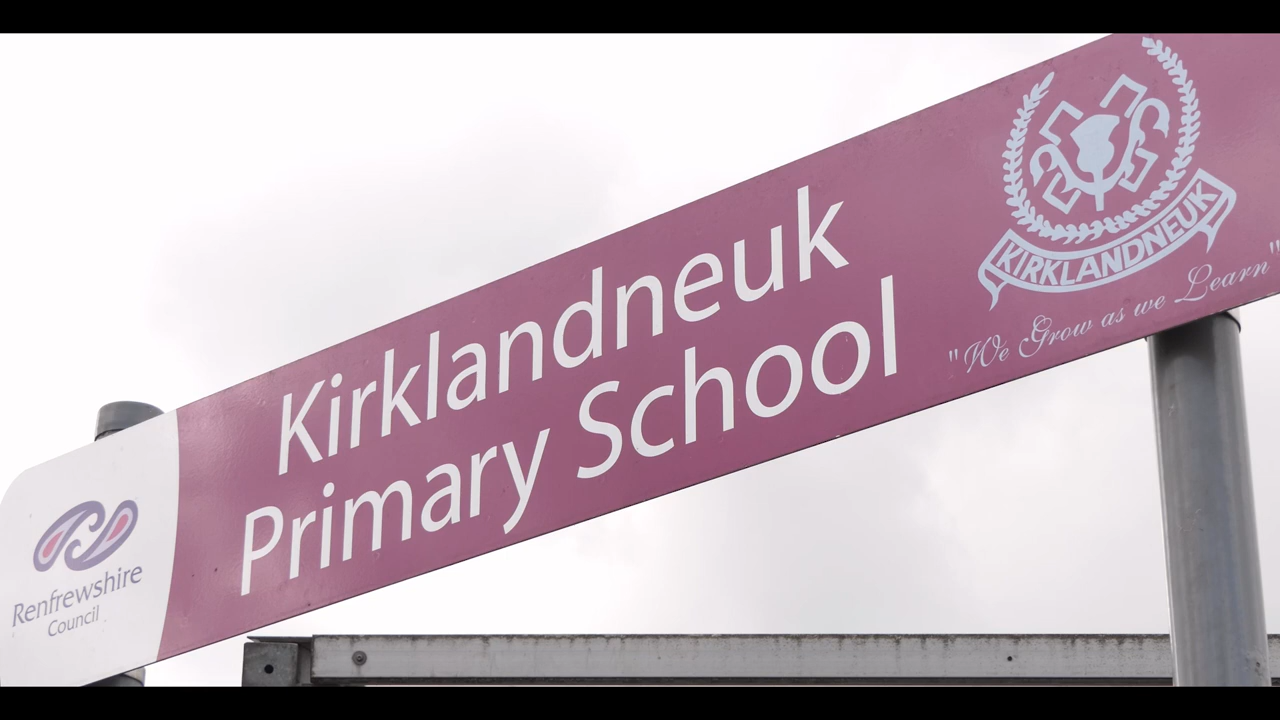 Kirklandneuk
Primary School
KIRKLANDNEUK
"We Grow as we Learn"
Renfrewshire
Council